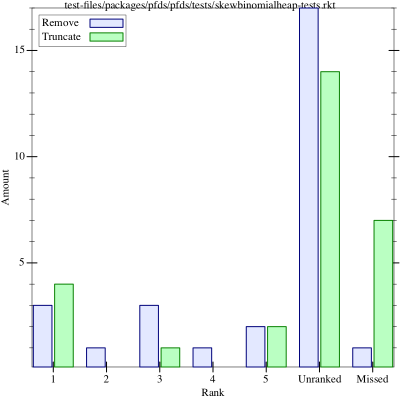 test-files/packages/pfds/pfds/tests/skewbinomialheap-tests.rkt
Remove
Truncate
15
10
5
Amount
1 2 3 4 5 Unranked Missed
Rank